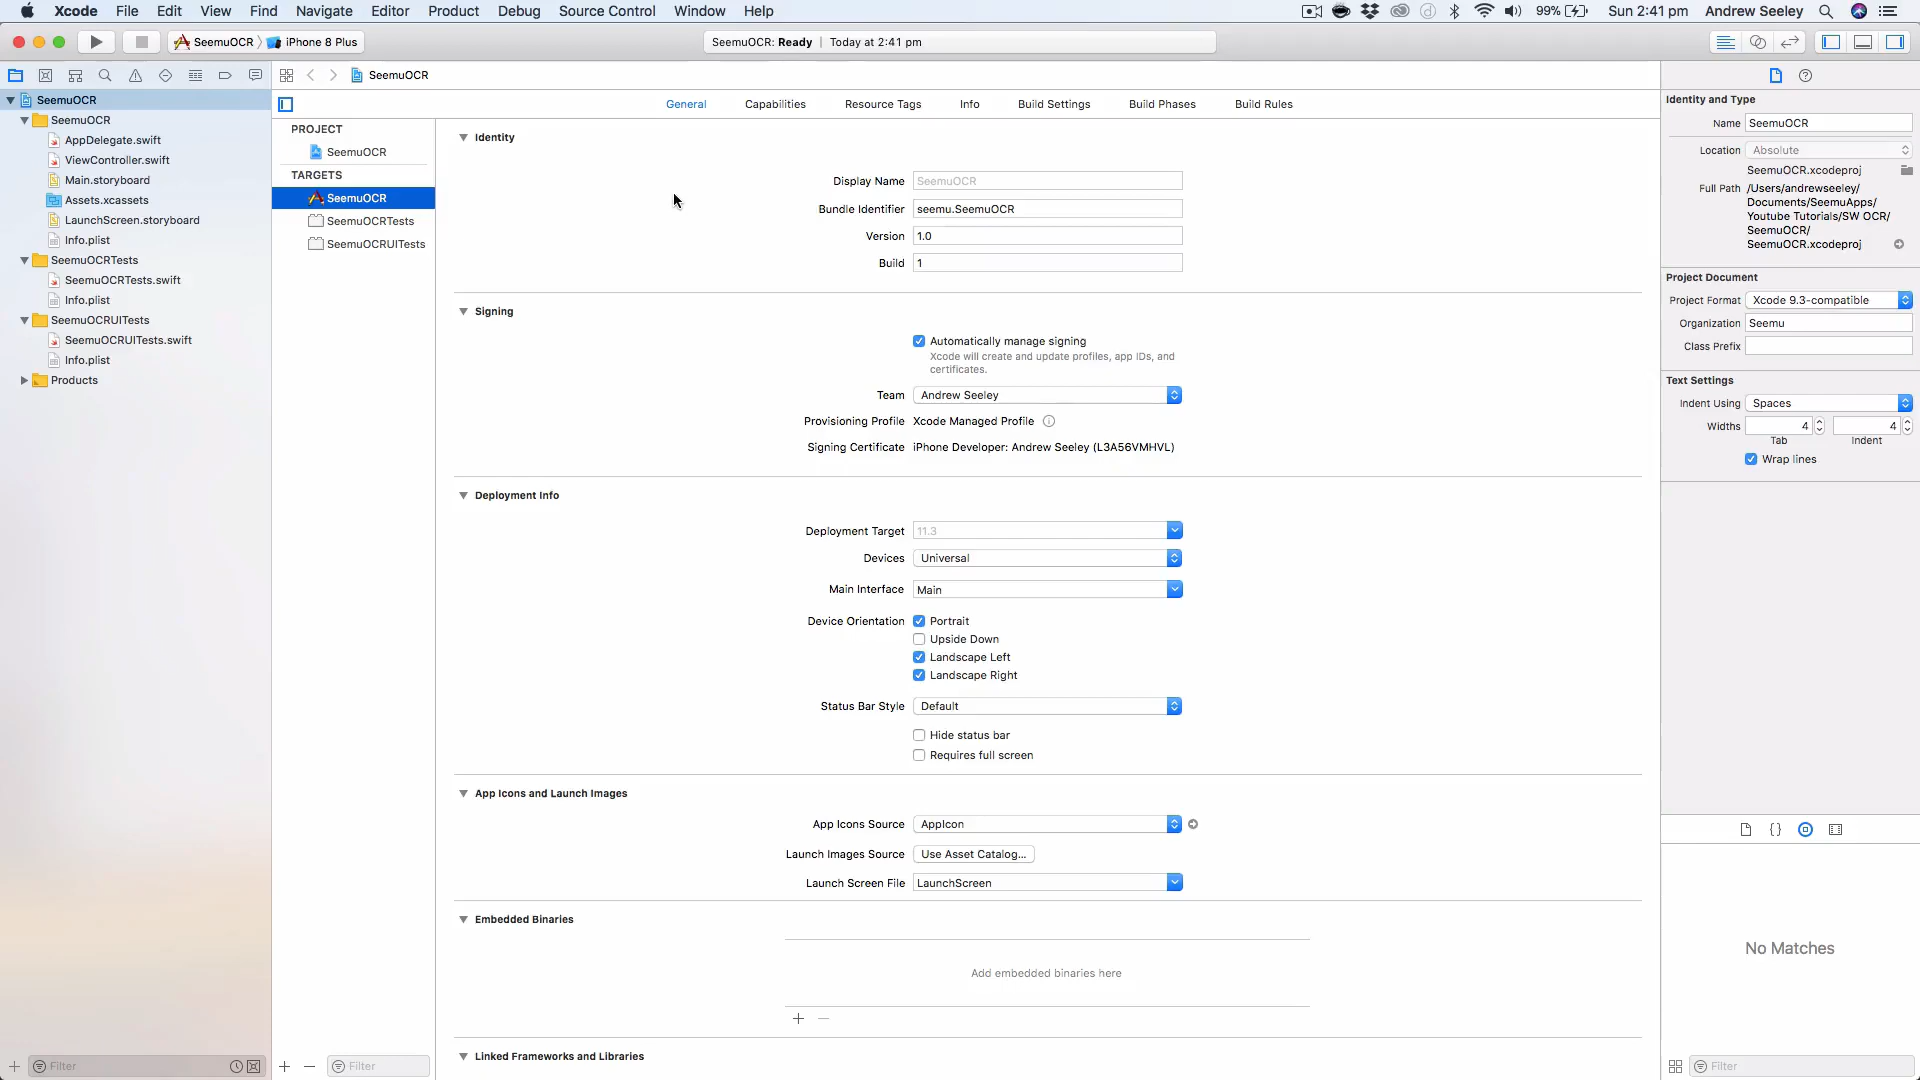 Xcode File Edit View Find Navigate Editor Product Debug Source Control Window Help 99% Sun 2:41 pm Andrew Seeley
SeemuOCR iPhone 8 Plus SeemuOCR: Ready | Today at 2:41 pm
SeemuOCR
SeemuOCR
SeemuOCR
AppDelegate.swift
ViewController.swift
Main.storyboard
Assets.xcassets
LaunchScreen.storyboard
Info.plist
SeemuOCRTests
SeemuOCRTests.swift
Info.plist
SeemuOCRUITests
SeemuOCRUITests.swift
Info.plist
Products
Filter
General Capabilities Resource Tags Info Build Settings Build Phases Build Rules
PROJECT
SeemuOCR
TARGETS
SeemuOCR
SeemuOCRTests
SeemuOCRUITests
Filter
Identity
Display Name SeemuOCR
Bundle Identifier seemu.SeemuOCR
Version 1.0
Build 1
Signing
Automatically manage signing
Xcode will create and update profiles, app IDs, and
certificates.
Team Andrew Seeley
Provisioning Profile Xcode Managed Profile
Signing Certificate iPhone Developer: Andrew Seeley (L3A56VMHVL)
Deployment Info
Deployment Target 11.3
Devices Universal
Main Interface Main
Device Orientation Portrait
Upside Down
Landscape Left
Landscape Right
Status Bar Style Default
Hide status bar
Requires full screen
App Icons and Launch Images
App Icons Source AppIcon
Launch Images Source Use Asset Catalog...
Launch Screen File LaunchScreen
Embedded Binaries
Add embedded binaries here
Linked Frameworks and Libraries
Identity and Type
Name SeemuOCR
Location Absolute
SeemuOCR.xcodeproj
Full Path /Users/andrewseeley/
Documents/SeemuApps/
Youtube Tutorials/SW OCR/
SeemuOCR/
SeemuOCR.xcodeproj
Project Document
Project Format Xcode 9.3-compatible
Organization Seemu
Class Prefix
Text Settings
Indent Using Spaces
Widths 4 4
Tab Indent
Wrap lines
No Matches
Filter